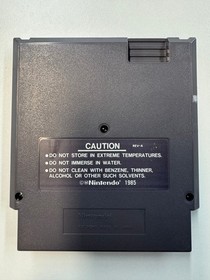 CAUTION
REV-A
•DO NOT STORE IN EXTREME TEMPERATURES.
•DO NOT IMMERSE IN WATER.
•DO NOT CLEAN WITH BENZENE, THINNER,
ALCOHOL OR OTHER SUCH SOLVENTS.
©Nintendo® 1985